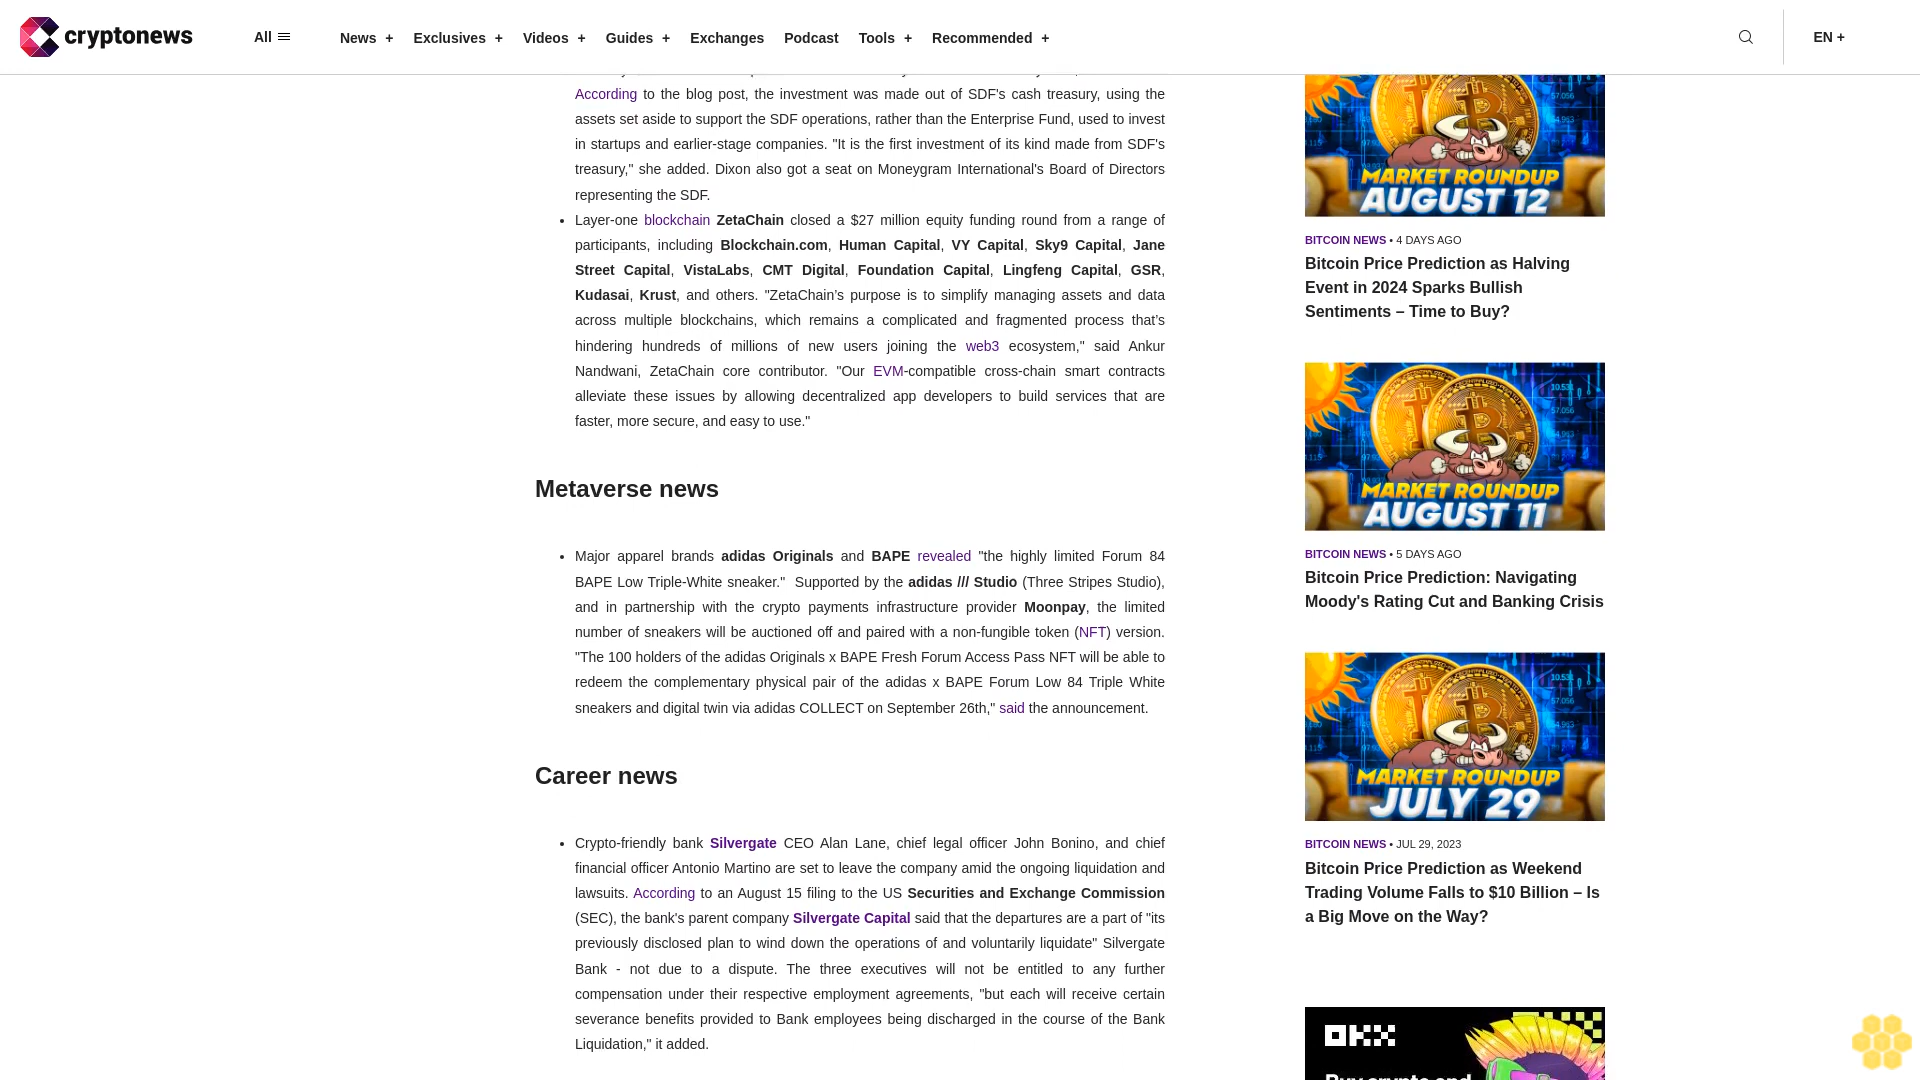 cryptonews
All
News +
Exclusives +
Videos +
Guides +
Exchanges
Podcast
Tools +
Recommended +
EN +
According to the blog post, the investment was made out of SDF's cash treasury, using the
assets set aside to support the SDF operations, rather than the Enterprise Fund, used to invest
in startups and earlier-stage companies. "It is the first investment of its kind made from SDF's
treasury," she added. Dixon also got a seat on Moneygram International's Board of Directors
representing the SDF.
• Layer-one blockchain ZetaChain closed a $27 million equity funding round from a range of
participants, including Blockchain.com, Human Capital, VY Capital, Sky9 Capital, Jane
Street Capital, VistaLabs, CMT Digital, Foundation Capital, Lingfeng Capital, GSR,
Kudasai, Krust, and others. "ZetaChain’s purpose is to simplify managing assets and data
across multiple blockchains, which remains a complicated and fragmented process that’s
hindering hundreds of millions of new users joining the web3 ecosystem," said Ankur
Nandwani, ZetaChain core contributor. "Our EVM-compatible cross-chain smart contracts
alleviate these issues by allowing decentralized app developers to build services that are
faster, more secure, and easy to use."
Metaverse news
• Major apparel brands adidas Originals and BAPE revealed "the highly limited Forum 84
BAPE Low Triple-White sneaker."  Supported by the adidas /// Studio (Three Stripes Studio),
and in partnership with the crypto payments infrastructure provider Moonpay, the limited
number of sneakers will be auctioned off and paired with a non-fungible token (NFT) version.
"The 100 holders of the adidas Originals x BAPE Fresh Forum Access Pass NFT will be able to
redeem the complementary physical pair of the adidas x BAPE Forum Low 84 Triple White
sneakers and digital twin via adidas COLLECT on September 26th," said the announcement.
Career news
• Crypto-friendly bank Silvergate CEO Alan Lane, chief legal officer John Bonino, and chief
financial officer Antonio Martino are set to leave the company amid the ongoing liquidation and
lawsuits. According to an August 15 filing to the US Securities and Exchange Commission
(SEC), the bank's parent company Silvergate Capital said that the departures are a part of "its
previously disclosed plan to wind down the operations of and voluntarily liquidate" Silvergate
Bank - not due to a dispute. The three executives will not be entitled to any further
compensation under their respective employment agreements, "but each will receive certain
severance benefits provided to Bank employees being discharged in the course of the Bank
Liquidation," it added.
MARKET ROUNDUP
AUGUST 12
BITCOIN NEWS • 4 DAYS AGO
Bitcoin Price Prediction as Halving
Event in 2024 Sparks Bullish
Sentiments – Time to Buy?
MARKET ROUNDUP
AUGUST 11
BITCOIN NEWS • 5 DAYS AGO
Bitcoin Price Prediction: Navigating
Moody's Rating Cut and Banking Crisis
MARKET ROUNDUP
JULY 29
BITCOIN NEWS • JUL 29, 2023
Bitcoin Price Prediction as Weekend
Trading Volume Falls to $10 Billion – Is
a Big Move on the Way?
OKX
Buy crypto and